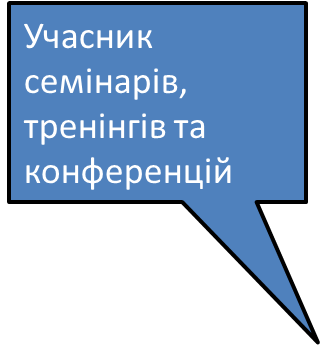 Учасник
семінарів,
тренінгів та
конференцій